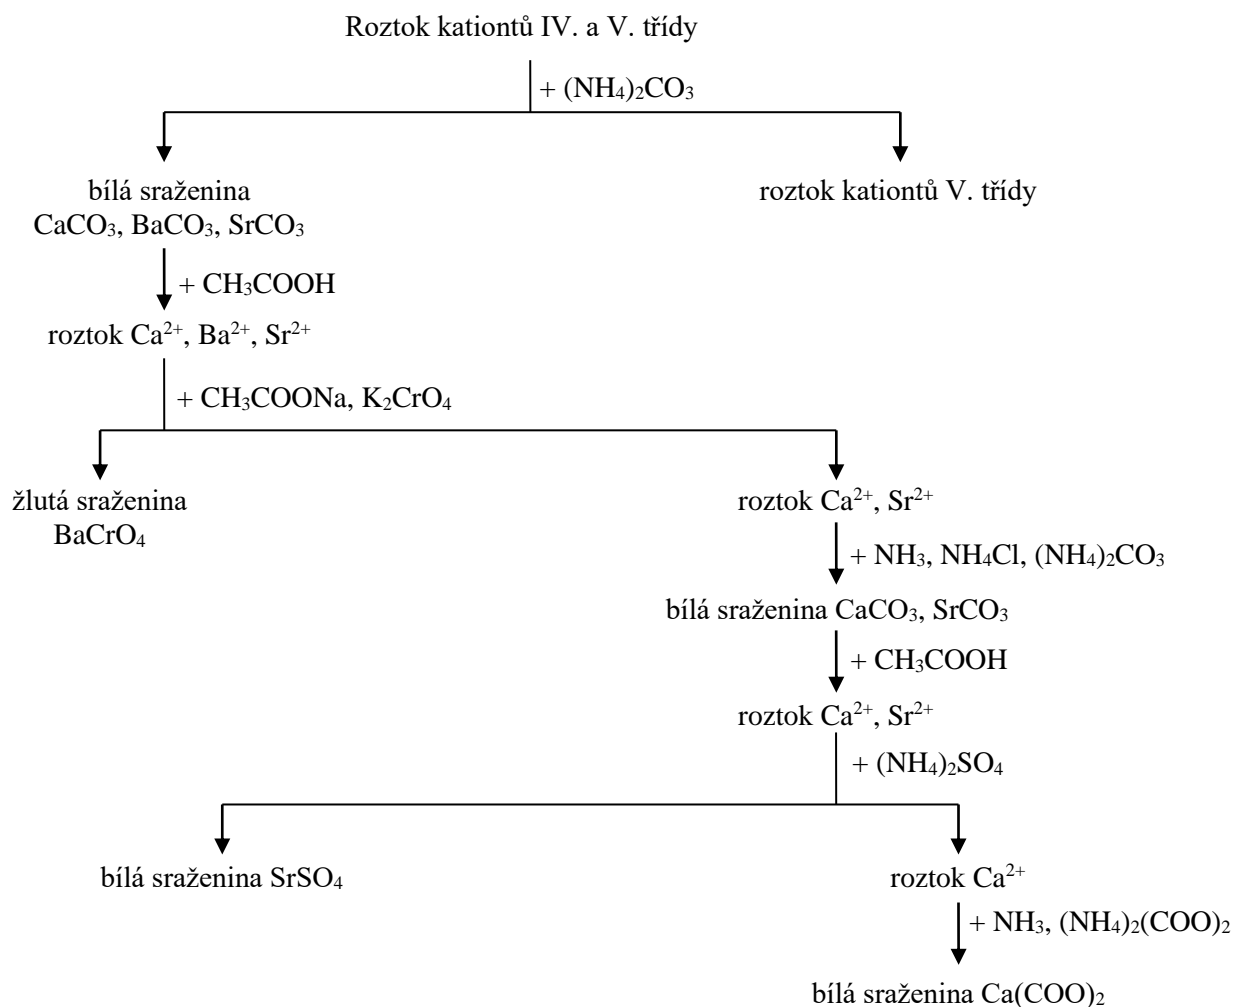 Roztok kationtů IV. a V. třídy
+ (NH₄)₂CO₃
bílá sraženina
CaCO₃, BaCO₃, SrCO₃
roztok kationtů V. třídy
+ CH₃COOH
roztok Ca²⁺, Ba²⁺, Sr²⁺
+ CH₃COONa, K₂CrO₄
žlutá sraženina
BaCrO₄
roztok Ca²⁺, Sr²⁺
+ NH₃, NH₄Cl, (NH₄)₂CO₃
bílá sraženina CaCO₃, SrCO₃
+ CH₃COOH
roztok Ca²⁺, Sr²⁺
+ (NH₄)₂SO₄
bílá sraženina SrSO₄
roztok Ca²⁺
+ NH₃, (NH₄)₂(COO)₂
bílá sraženina Ca(COO)₂